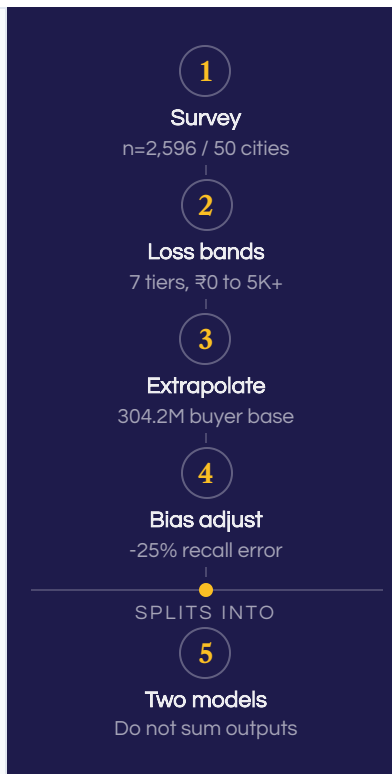 1
Survey
n=2,596 / 50 cities
2
Loss bands
7 tiers, ₹0 to 5K+
3
Extrapolate
304.2M buyer base
4
Bias adjust
-25% recall error
SPLITS INTO
5
Two models
Do not sum outputs